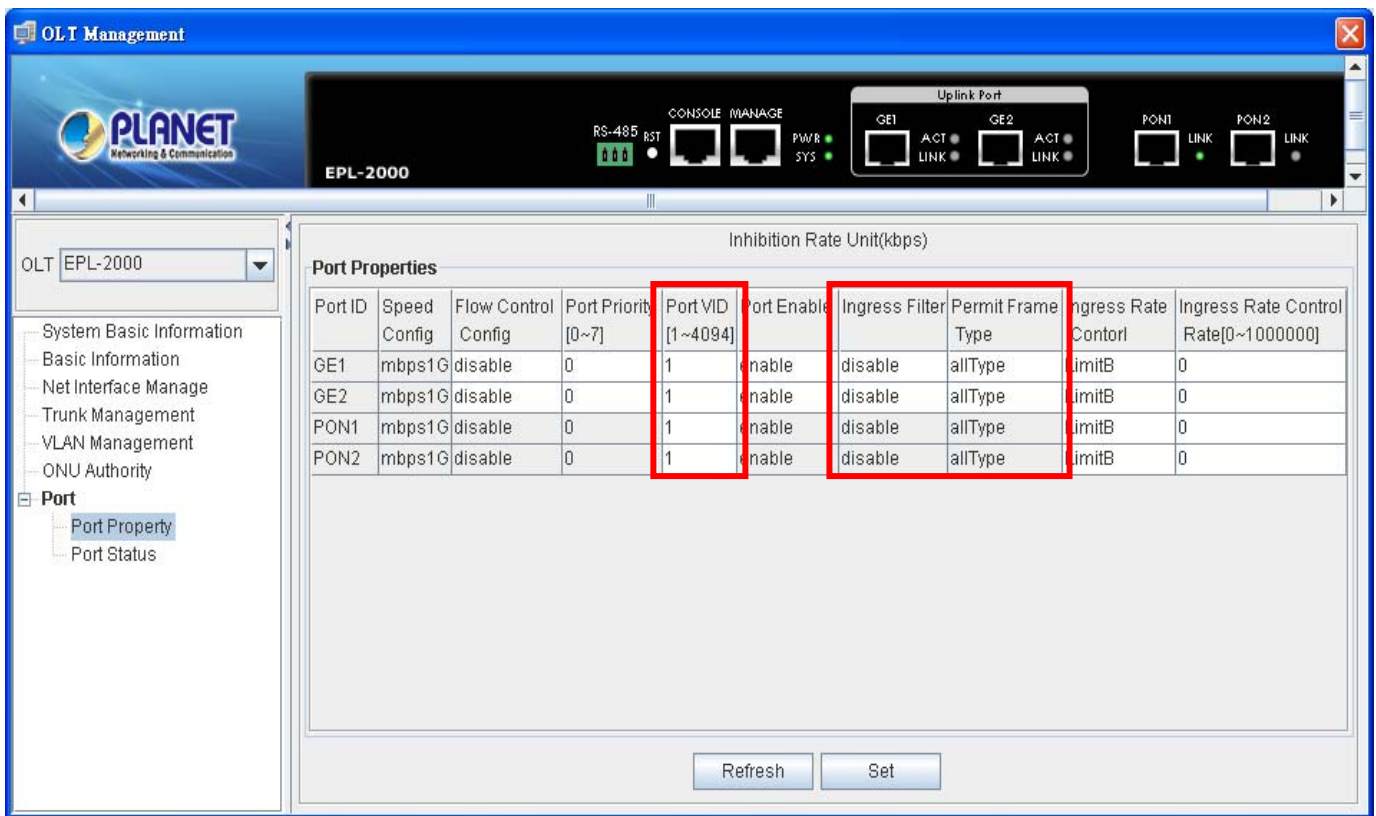 OLT Management
PLANET
Networking & Communication
EPL-2000
RS-485
RST
CONSOLE
MANAGE
PWR
SYS
Uplink Port
GE1
ACT
LINK
GE2
ACT
LINK
PON1
LINK
PON2
LINK
OLT EPL-2000
System Basic Information
Basic Information
Net Interface Manage
Trunk Management
VLAN Management
ONU Authority
Port
Port Property
Port Status
Inhibition Rate Unit(kbps)
Port Properties
Port ID Speed Config Flow Control Config Port Priority [0~7] Port VID [1~4094] Port Enable Ingress Filter Permit Frame Type Ingress Rate Contorl Ingress Rate Control Rate[0~1000000]
GE1 mbps1G disable 0 1 enable disable allType LimitB 0
GE2 mbps1G disable 0 1 enable disable allType LimitB 0
PON1 mbps1G disable 0 1 enable disable allType LimitB 0
PON2 mbps1G disable 0 1 enable disable allType LimitB 0
Refresh Set